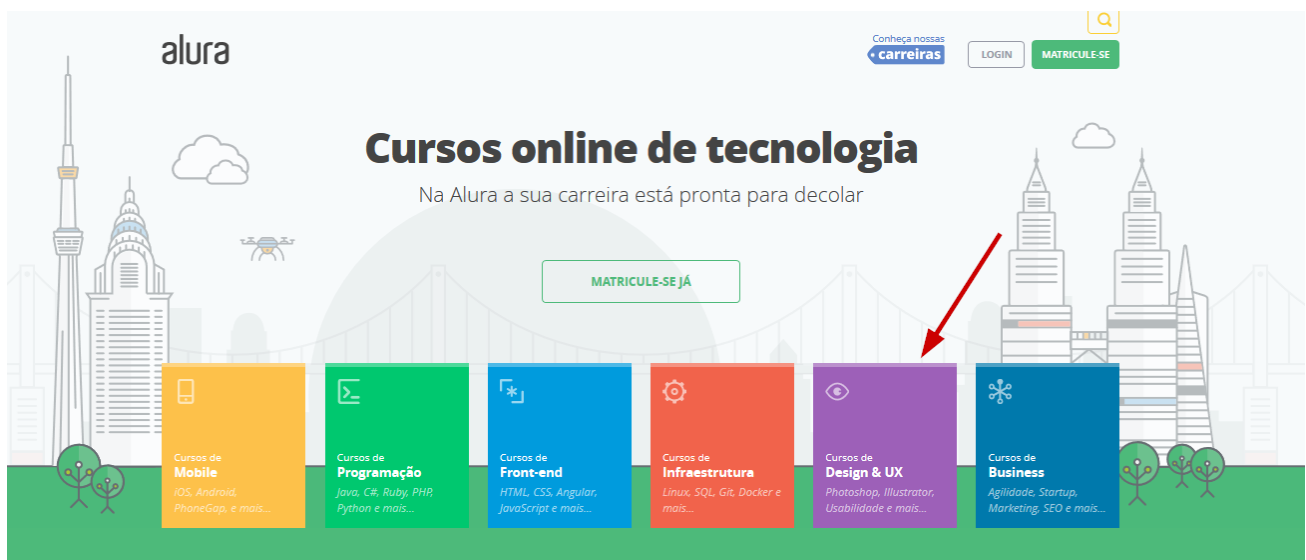 alura
Conheça nossas
carreiras
LOGIN
MATRICULE-SE
Cursos online de tecnologia
Na Alura a sua carreira está pronta para decolar
MATRICULE-SE JÁ
Cursos de
Mobile
iOS, Android,
PhoneGap, e mais...
Cursos de
Programação
Java, C#, Ruby, PHP,
Python e mais...
Cursos de
Front-end
HTML, CSS, Angular,
JavaScript e mais...
Cursos de
Infraestrutura
Linux, SQL, Git, Docker e
mais...
Cursos de
Design & UX
Photoshop, Illustrator,
Usabilidade e mais...
Cursos de
Business
Agilidade, Startup,
Marketing, SEO e mais...